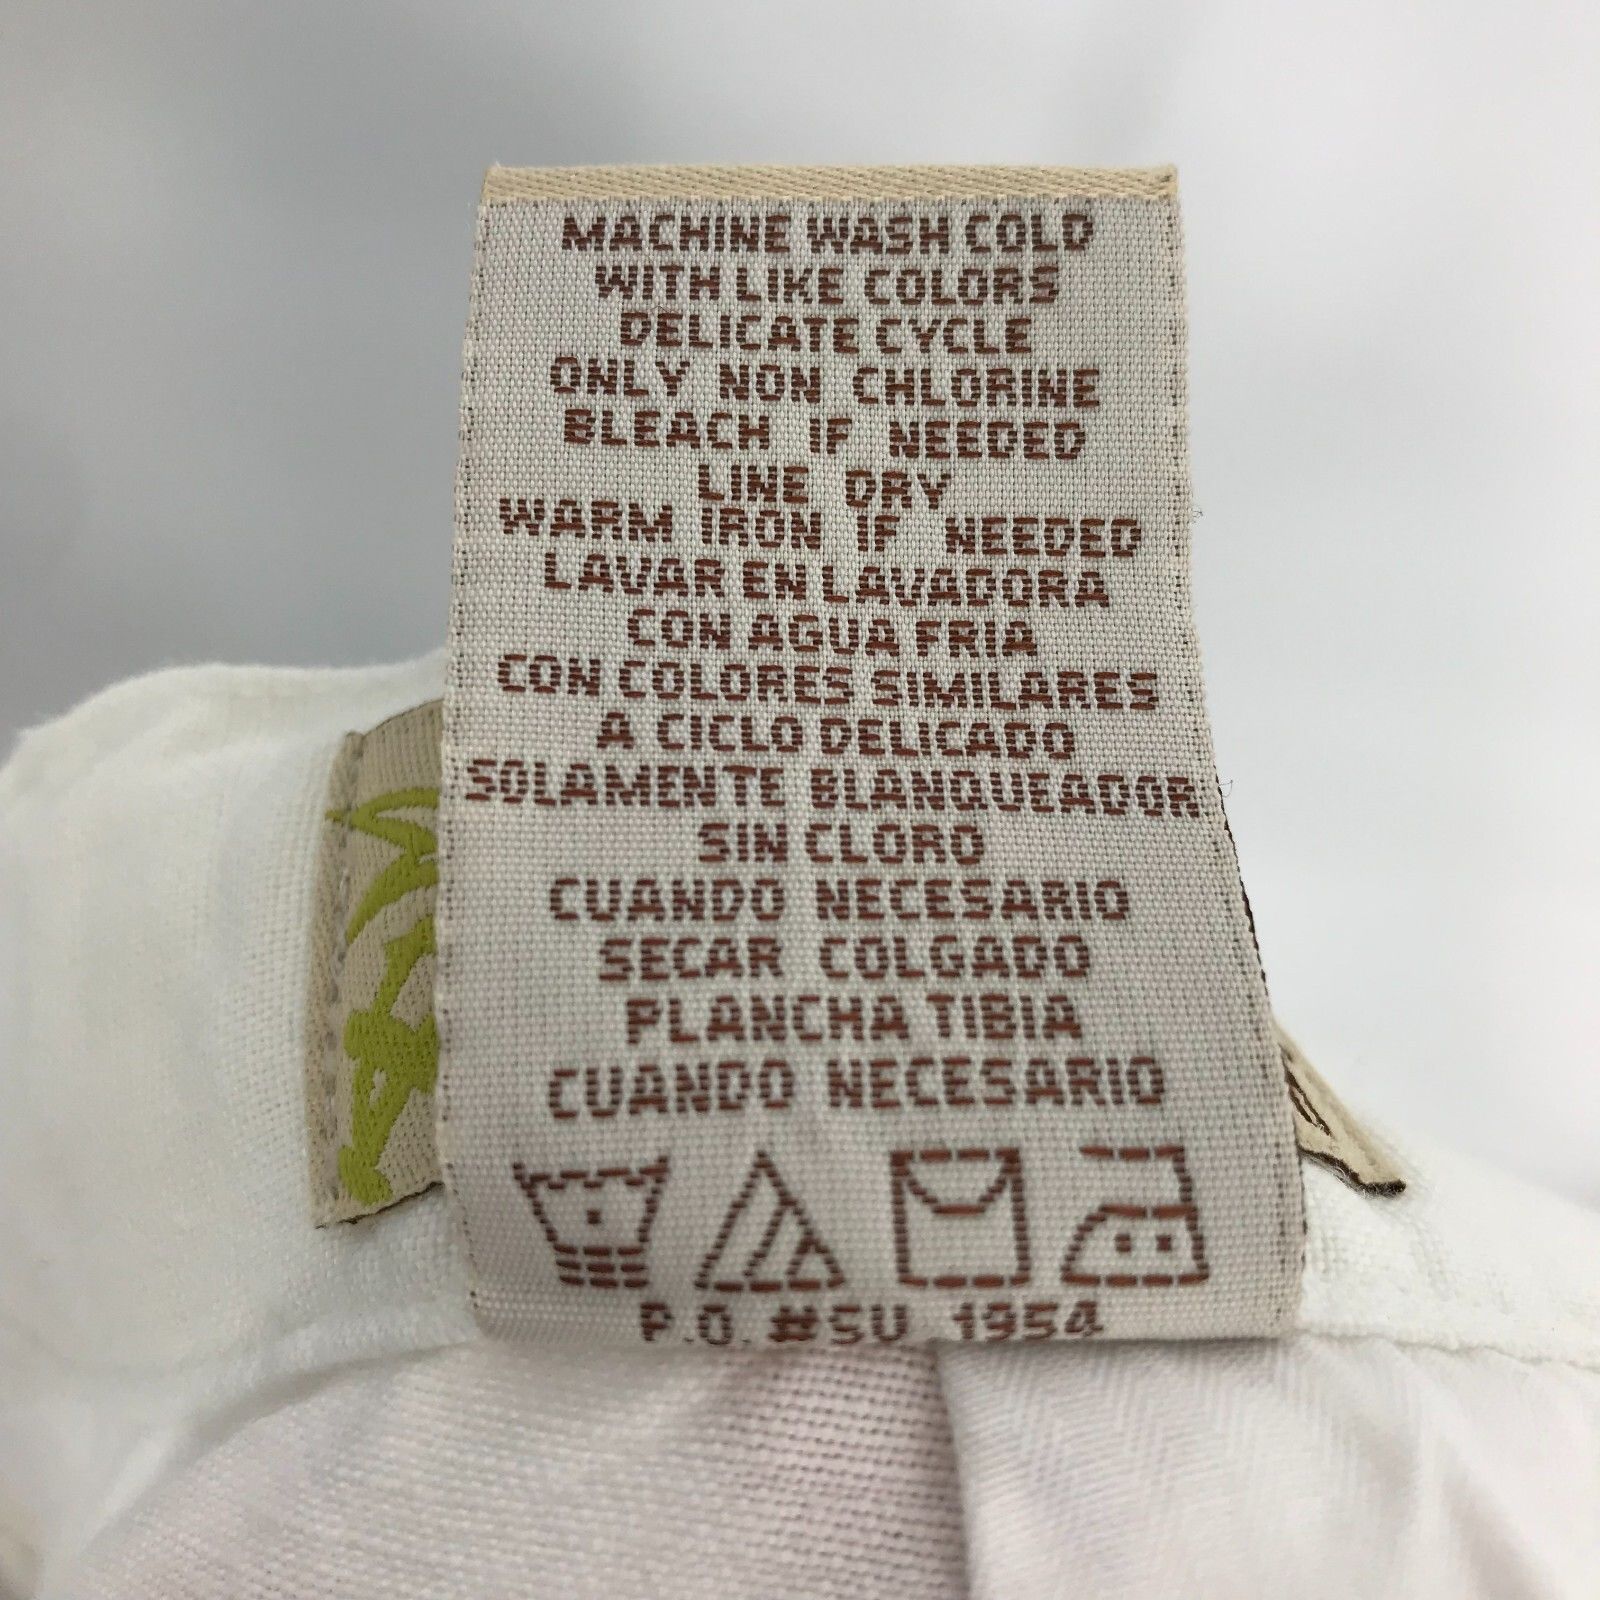 MACHINE WASH COLD
WITH LIKE COLORS
DELICATE CYCLE
ONLY NON CHLORINE
BLEACH IF NEEDED
LINE DRY
WARM IRON IF NEEDED
LAVAR EN LAVADORA
CON AGUA FRIA
CON COLORES SIMILARES
A CICLO DELICADO
SOLAMENTE BLANQUEADOR
SIN CLORO
CUANDO NECESARIO
SECAR COLGADO
PLANCHA TIBIA
CUANDO NECESARIO
P.O. #SU 1954